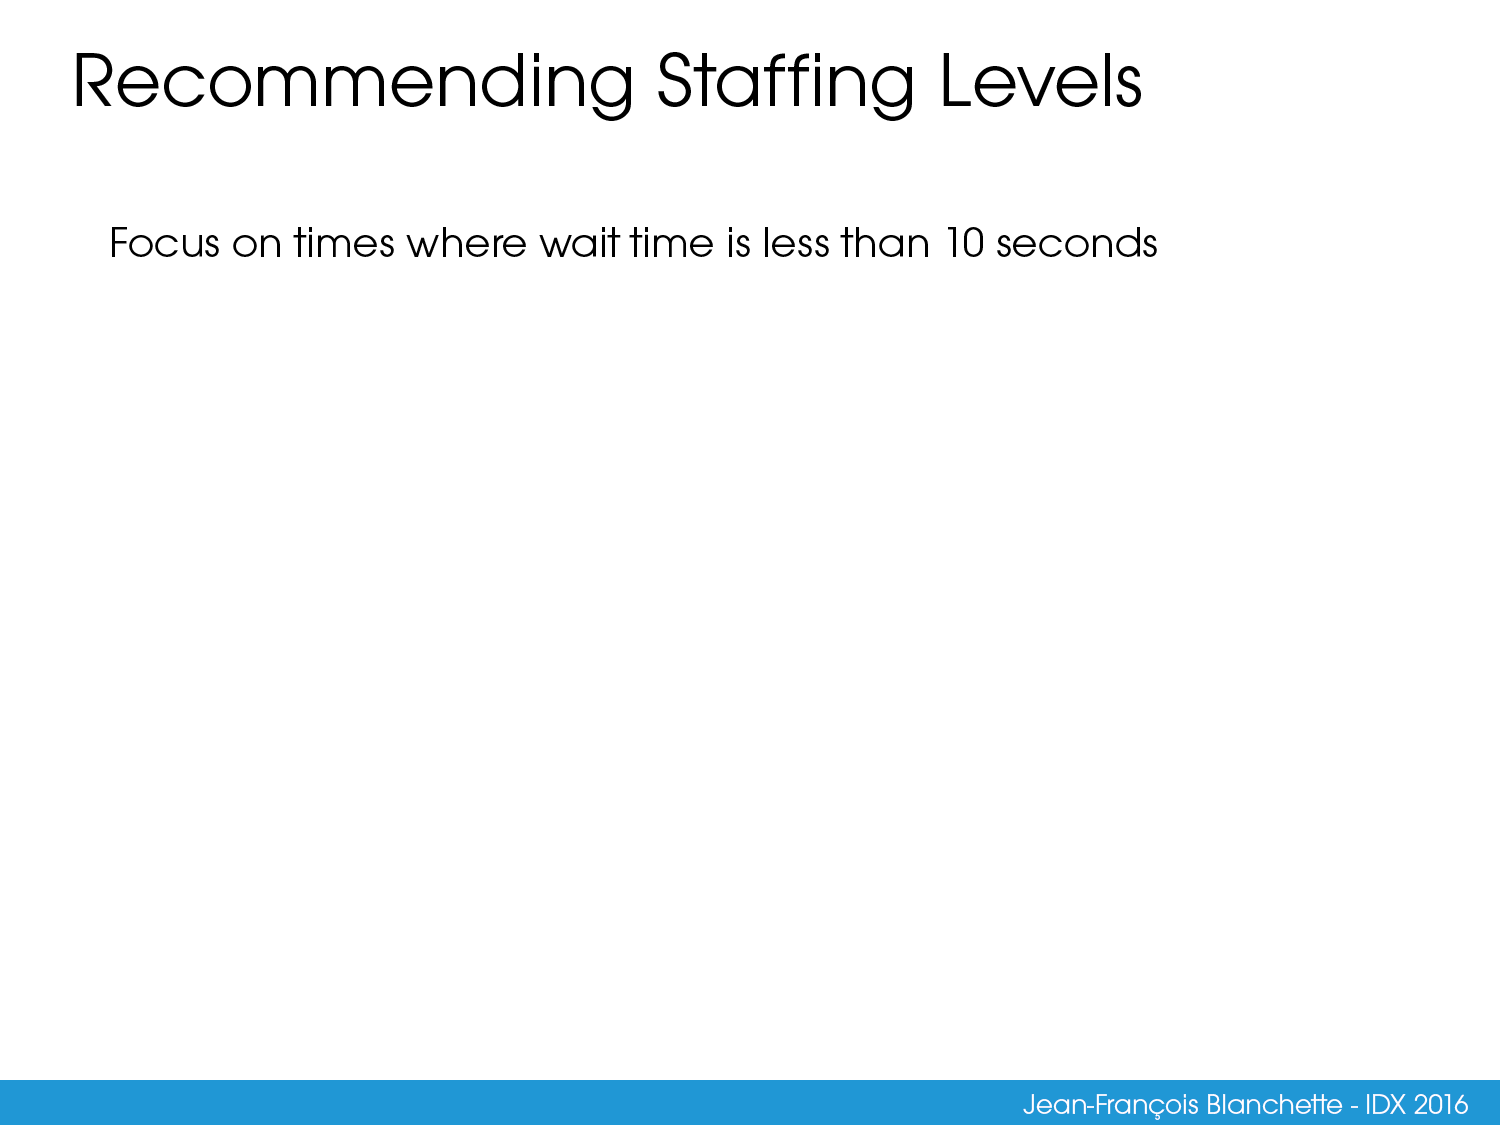 Recommending Staffing Levels
Focus on times where wait time is less than 10 seconds
Jean-François Blanchette - IDX 2016